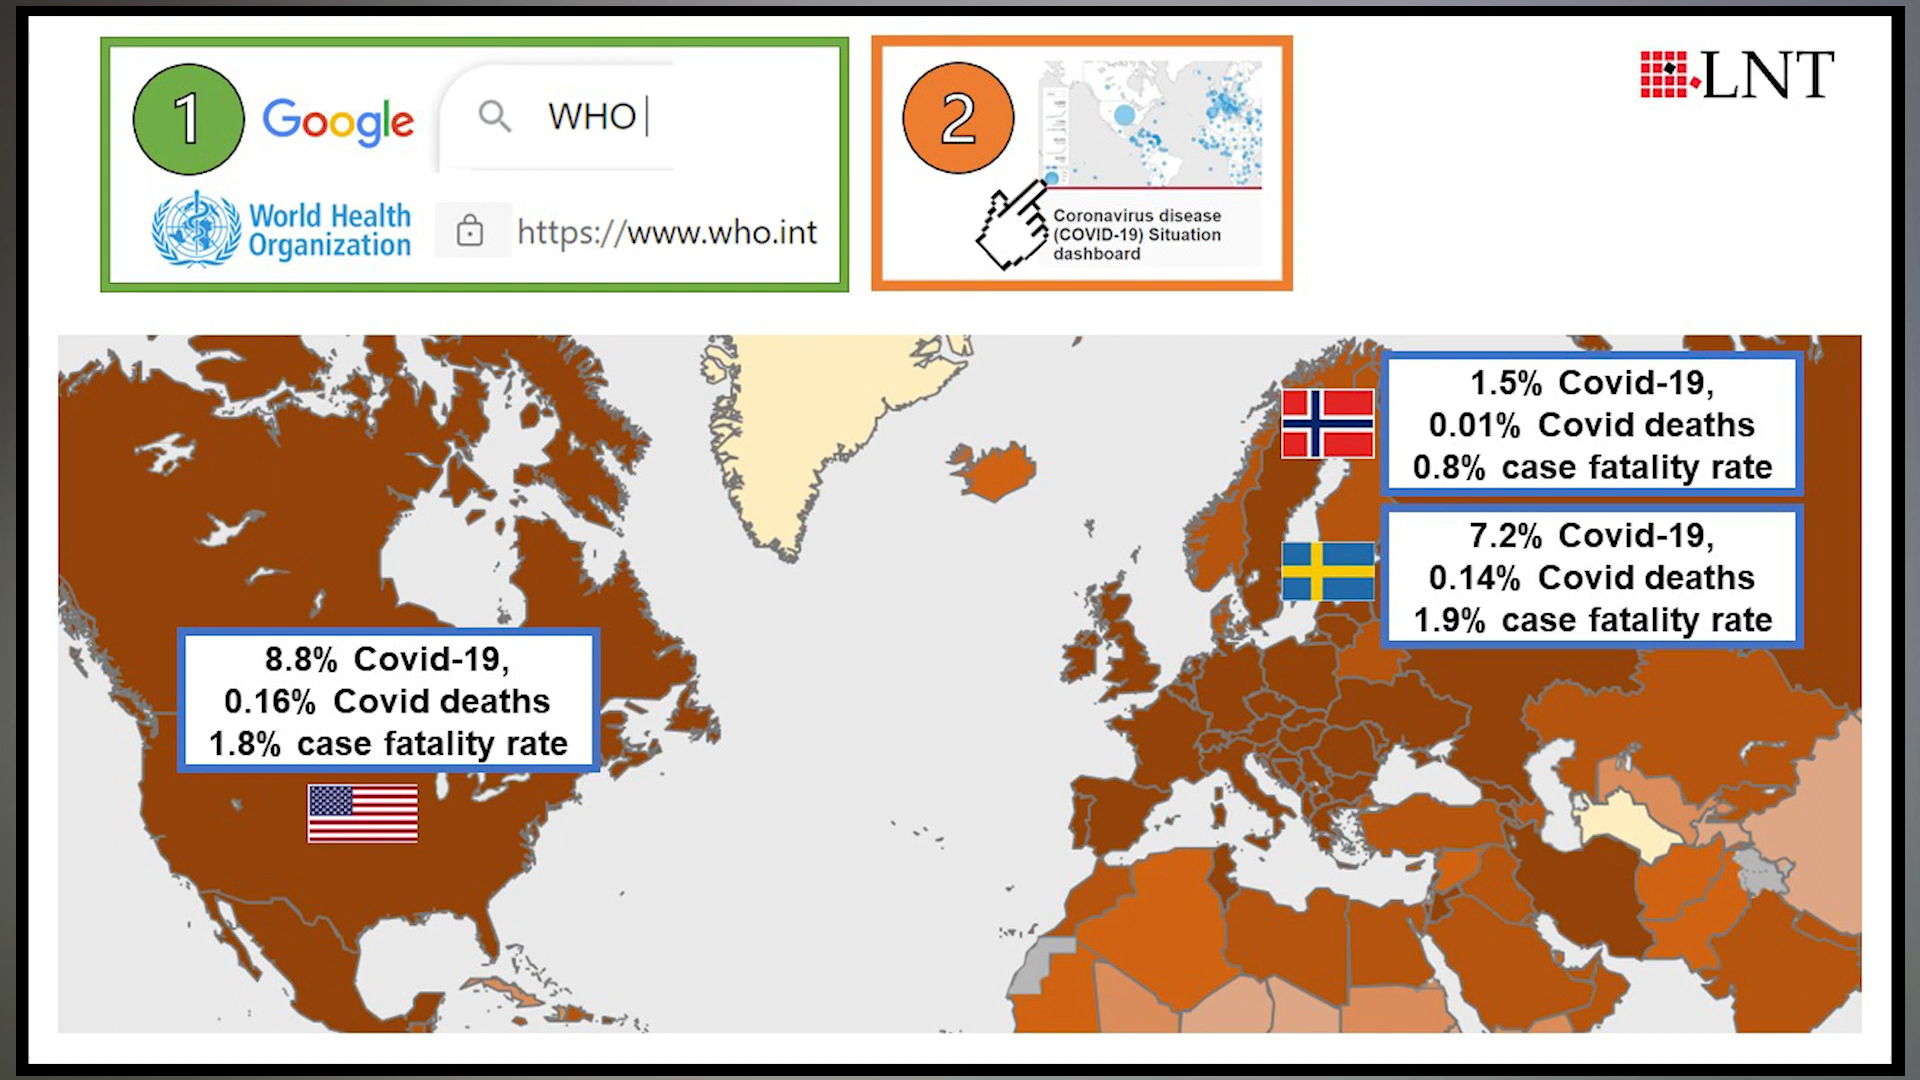 1
Google
WHO
World Health
Organization
https://www.who.int
2
Coronavirus disease
(COVID-19) Situation
dashboard
LNT
1.5% Covid-19,
0.01% Covid deaths
0.8% case fatality rate
7.2% Covid-19,
0.14% Covid deaths
1.9% case fatality rate
8.8% Covid-19,
0.16% Covid deaths
1.8% case fatality rate